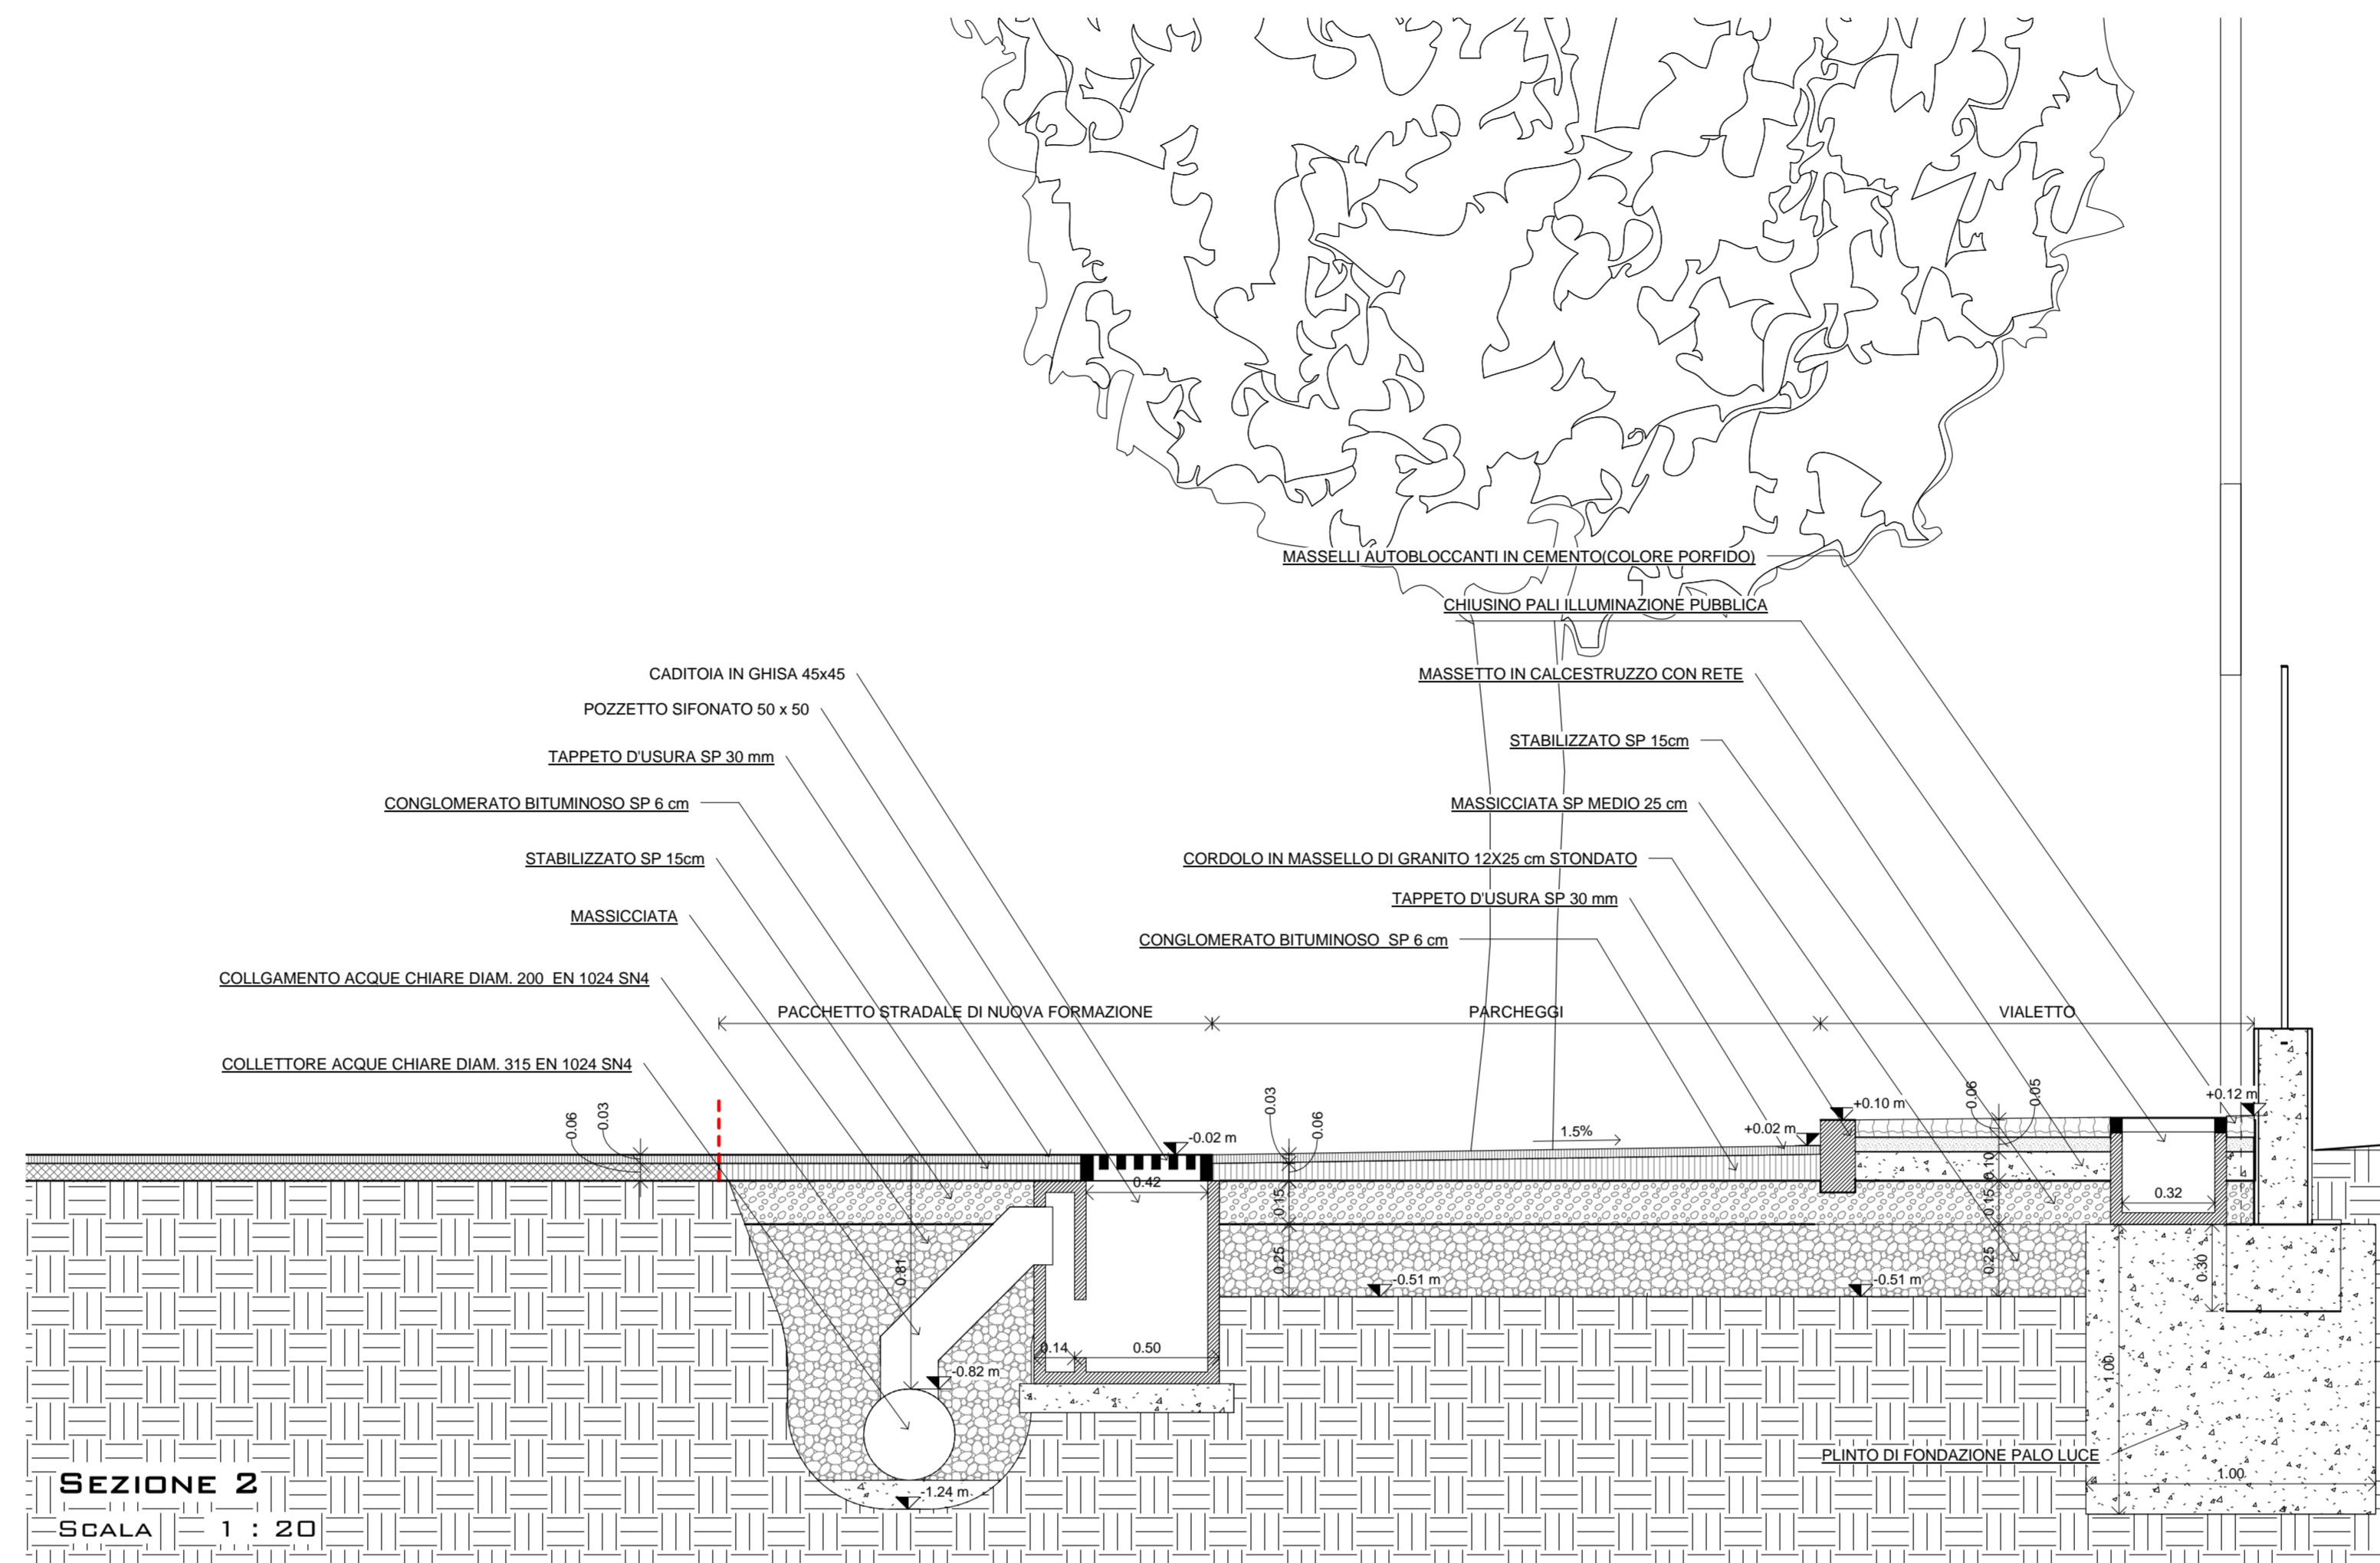 MASSELLI AUTOBLOCCANTI IN CEMENTO(COLORE PORFIDO)
CHIUSINO PALI ILLUMINAZIONE PUBBLICA
CADITOIA IN GHISA 45x45
MASSETTO IN CALCESTRUZZO CON RETE
POZZETTO SIFONATO 50 x 50
STABILIZZATO SP 15cm
TAPPETO D'USURA SP 30 mm
CONGLOMERATO BITUMINOSO SP 6 cm
MASSICCIATA SP MEDIO 25 cm
STABILIZZATO SP 15cm
CORDOLO IN MASSELLO DI GRANITO 12X25 cm STONDATO
TAPPETO D'USURA SP 30 mm
MASSICCIATA
CONGLOMERATO BITUMINOSO SP 6 cm
COLLGAMENTO ACQUE CHIARE DIAM. 200 EN 1024 SN4
PACCHETTO STRADALE DI NUOVA FORMAZIONE
PARCHEGGI
VIALETTO
COLLETTORE ACQUE CHIARE DIAM. 315 EN 1024 SN4
0.06
0.03
0.03
0.06
-0.02 m
1.5%
+0.02 m
+0.10 m
0.06
0.05
+0.12 m
0.42
0.15
0.25
0.10
0.15
0.25
0.32
0.30
0.81
-0.51 m
-0.51 m
0.14
0.50
-0.82 m
1.00
PLINTO DI FONDAZIONE PALO LUCE
1.00
-1.24 m
SEZIONE 2
SCALA 1 : 20